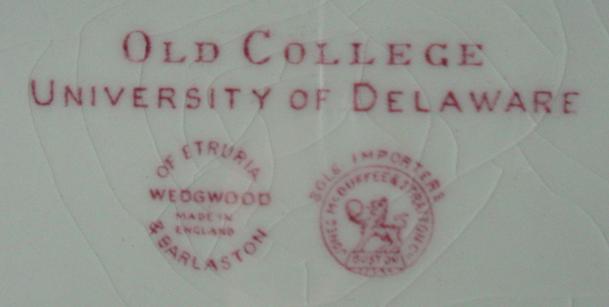 OLD COLLEGE
UNIVERSITY OF DELAWARE
OF ETRURIA
WEDGWOOD
MADE IN
ENGLAND
& BARLASTON
SOLE IMPORTERS
JONES MCDUFFEE & STRATTON CO
BOSTON